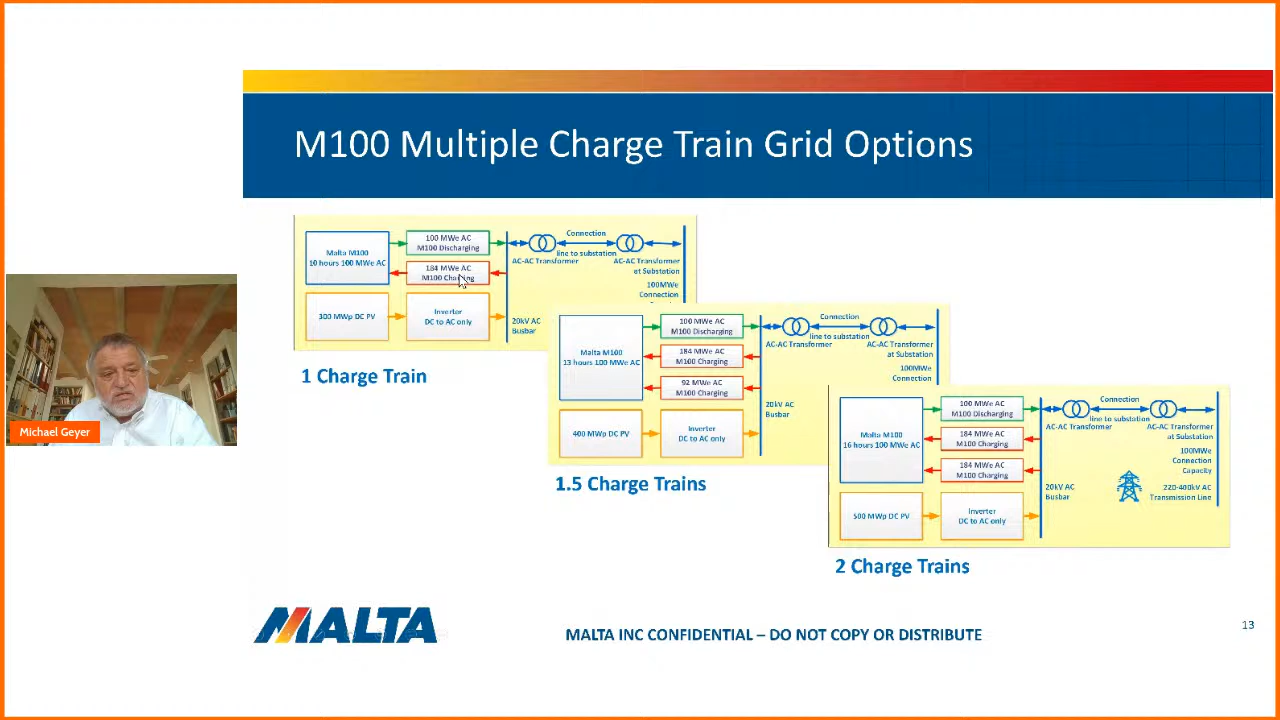 M100 Multiple Charge Train Grid Options
Malta M100
10 hours 100 MWe AC
100 MWe AC
M100 Discharging
184 MWe AC
M100 Charging
300 MWp DC PV
Inverter
DC to AC only
20kV AC
Busbar
Connection
line to substation
AC-AC Transformer
AC-AC Transformer
at Substation
100MWe
Connection
1 Charge Train
Malta M100
13 hours 100 MWe AC
100 MWe AC
M100 Discharging
184 MWe AC
M100 Charging
92 MWe AC
M100 Charging
400 MWp DC PV
Inverter
DC to AC only
20kV AC
Busbar
Connection
line to substation
AC-AC Transformer
AC-AC Transformer
at Substation
100MWe
Connection
1.5 Charge Trains
Malta M100
16 hours 100 MWe AC
100 MWe AC
M100 Discharging
184 MWe AC
M100 Charging
184 MWe AC
M100 Charging
500 MWp DC PV
Inverter
DC to AC only
20kV AC
Busbar
Connection
line to substation
AC-AC Transformer
AC-AC Transformer
at Substation
100MWe
Connection
Capacity
220-400kV AC
Transmission Line
2 Charge Trains
Michael Geyer
MALTA
MALTA INC CONFIDENTIAL – DO NOT COPY OR DISTRIBUTE
13